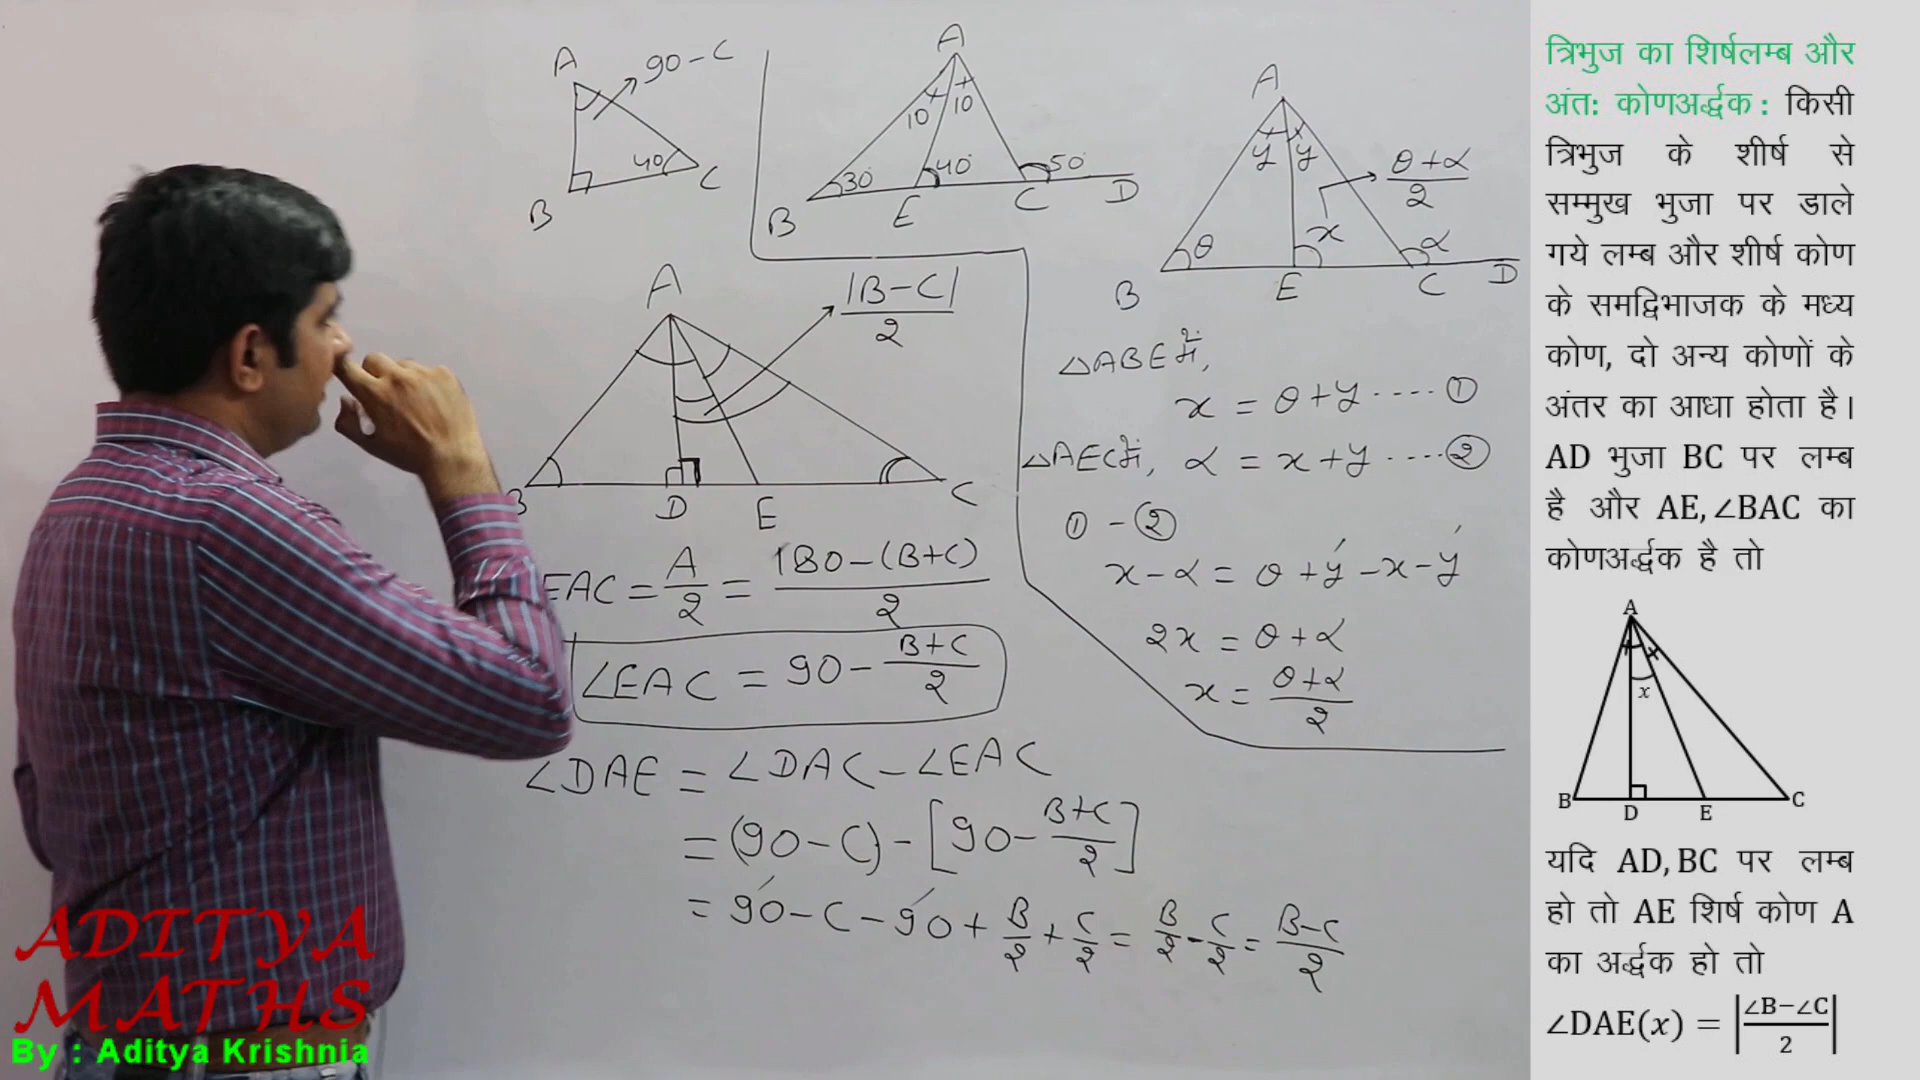 A
90-C
40
B
C
A
10
10
30
40
50
B
E
C
D
A
y
y
θ+α
2
θ
x
α
B
E
C
D
A
|B-C|
2
B
D
E
C
EAC = A/2 = 180-(B+C)/2
∠EAC = 90 - B+C/2
∠DAE = ∠DAC - ∠EAC
= (90-C) - [90 - B+C/2]
= 90-C-90+B/2+C/2 = B/2-C/2 = B-C/2
△ABE में,
x = θ+y ---- ①
△AEC में, α = x+y ---- ②
① - ②
x-α = θ+y-x-y
2x = θ+α
x = θ+α/2
त्रिभुज का शिर्षलम्ब और
अंत: कोणअर्द्धक : किसी
त्रिभुज के शीर्ष से
सम्मुख भुजा पर डाले
गये लम्ब और शीर्ष कोण
के समद्विभाजक के मध्य
कोण, दो अन्य कोणों के
अंतर का आधा होता है।
AD भुजा BC पर लम्ब
है और AE, ∠BAC का
कोणअर्द्धक है तो
A
x
B
D
E
C
यदि AD, BC पर लम्ब
हो तो AE शिर्ष कोण A
का अर्द्धक हो तो
∠DAE(x) = |∠B-∠C/2|
ADITYA
MATHS
By : Aditya Krishnia